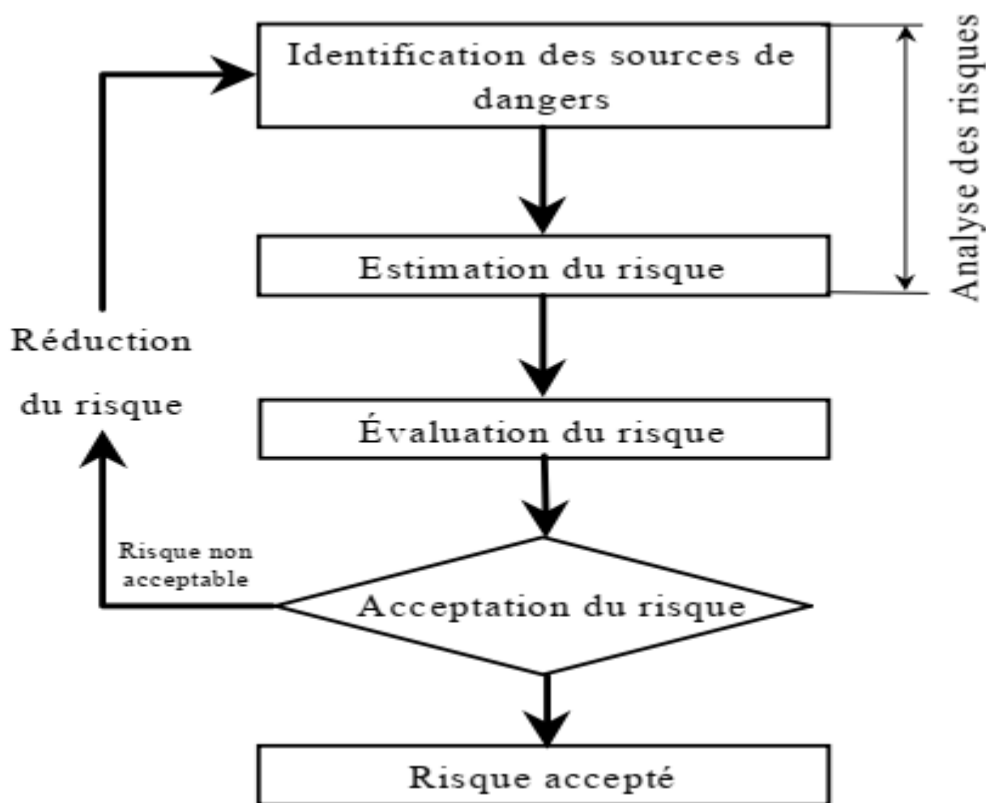 Identification des sources de
dangers
Analyse des risques
Estimation du risque
Réduction
du risque
Évaluation du risque
Risque non
acceptable
Acceptation du risque
Risque accepté